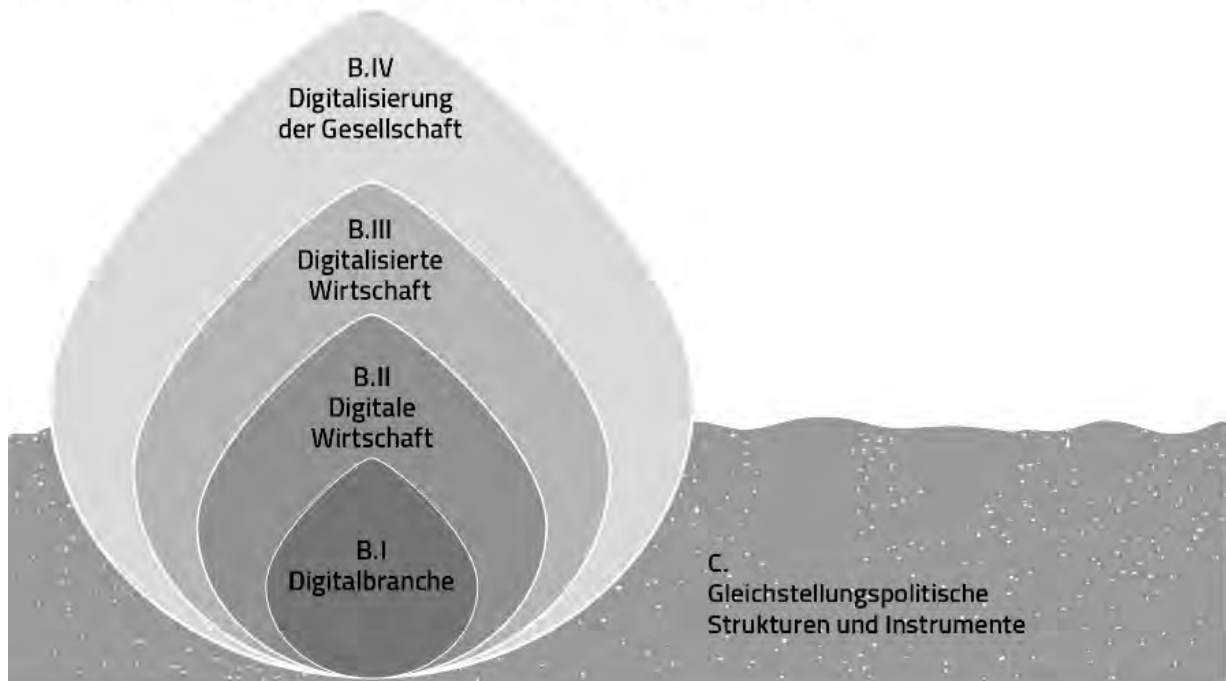 B.IV
Digitalisierung
der Gesellschaft
B.III
Digitalisierte
Wirtschaft
B.II
Digitale
Wirtschaft
B.I
Digitalbranche
C.
Gleichstellungspolitische
Strukturen und Instrumente